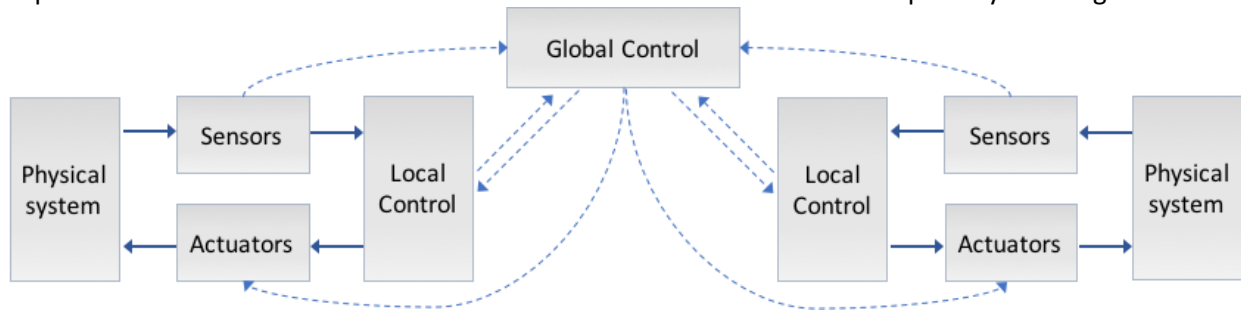 Global Control
Sensors
Sensors
Physical
system
Local
Control
Local
Control
Physical
system
Actuators
Actuators